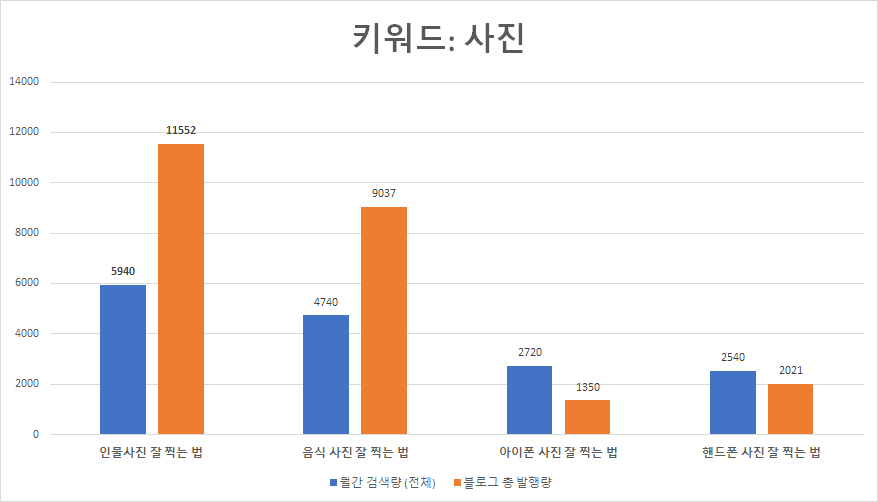 키워드: 사진
14000
12000
10000
8000
6000
4000
2000
0
5940
11552
4740
9037
2720
1350
2540
2021
인물사진 잘 찍는 법
음식 사진 잘 찍는 법
아이폰 사진 잘 찍는 법
핸드폰 사진 잘 찍는 법
월간 검색량 (전체)
블로그 총 발행량